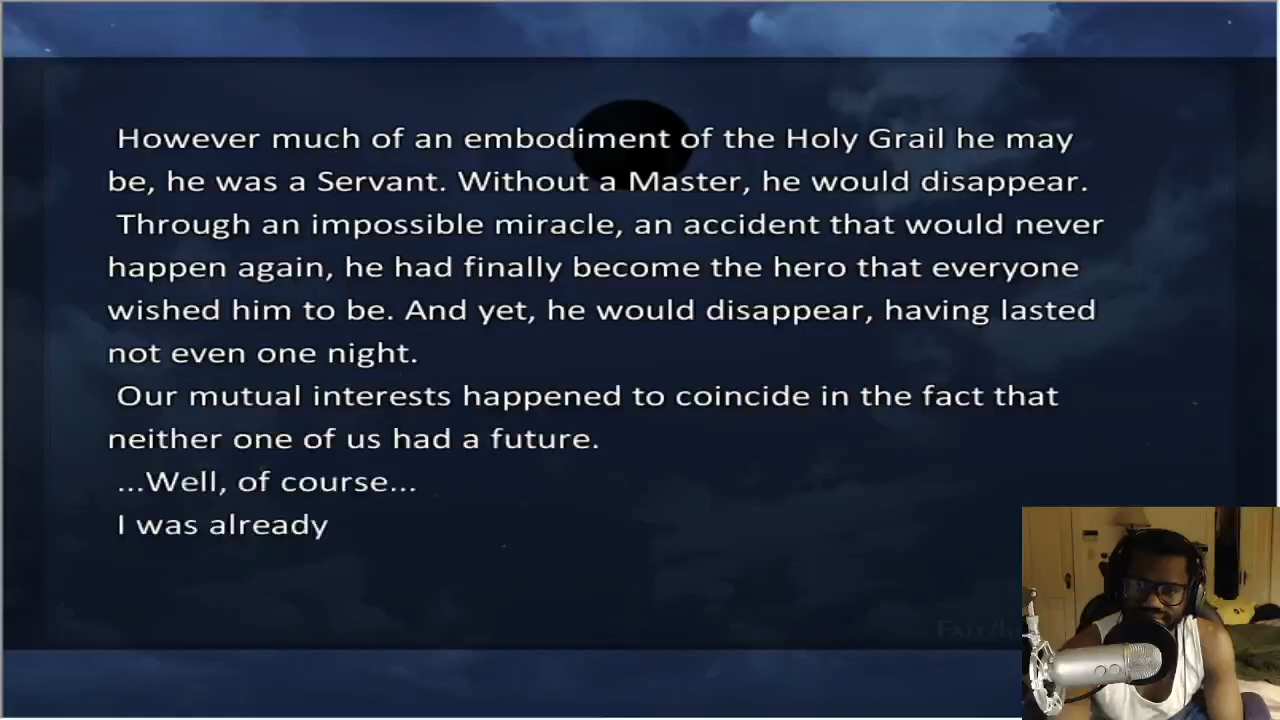 However much of an embodiment of the Holy Grail he may
be, he was a Servant. Without a Master, he would disappear.
Through an impossible miracle, an accident that would never
happen again, he had finally become the hero that everyone
wished him to be. And yet, he would disappear, having lasted
not even one night.
Our mutual interests happened to coincide in the fact that
neither one of us had a future.
...Well, of course...
I was already